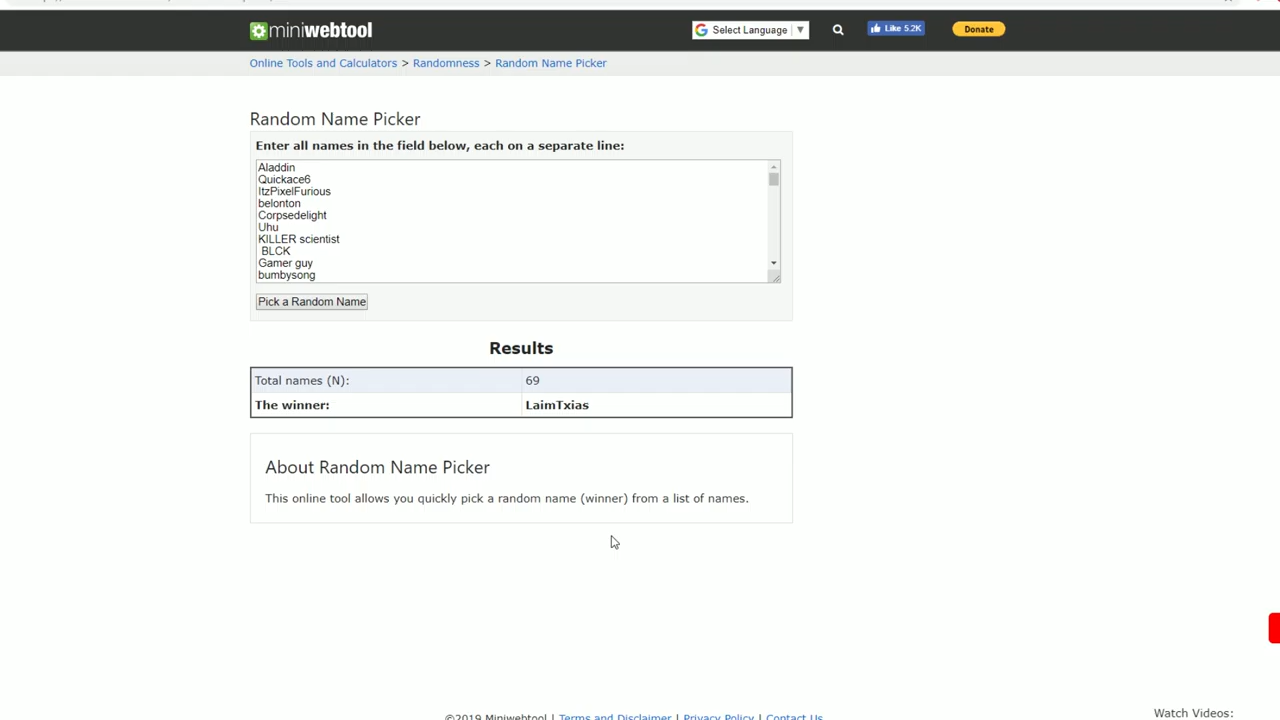 miniwebtool
Select Language ▼
Like 5.2K
Donate
Online Tools and Calculators > Randomness > Random Name Picker
Random Name Picker
Enter all names in the field below, each on a separate line:
Aladdin
Quickace6
ItzPixelFurious
belonton
Corpsedelight
Uhu
KILLER scientist
BLCK
Gamer guy
bumbysong
Pick a Random Name
Results
Total names (N): 69
The winner: LaimTxias
About Random Name Picker
This online tool allows you quickly pick a random name (winner) from a list of names.
Watch Videos:
©2019 Miniwebtool | Terms and Disclaimer | Privacy Policy | Contact Us